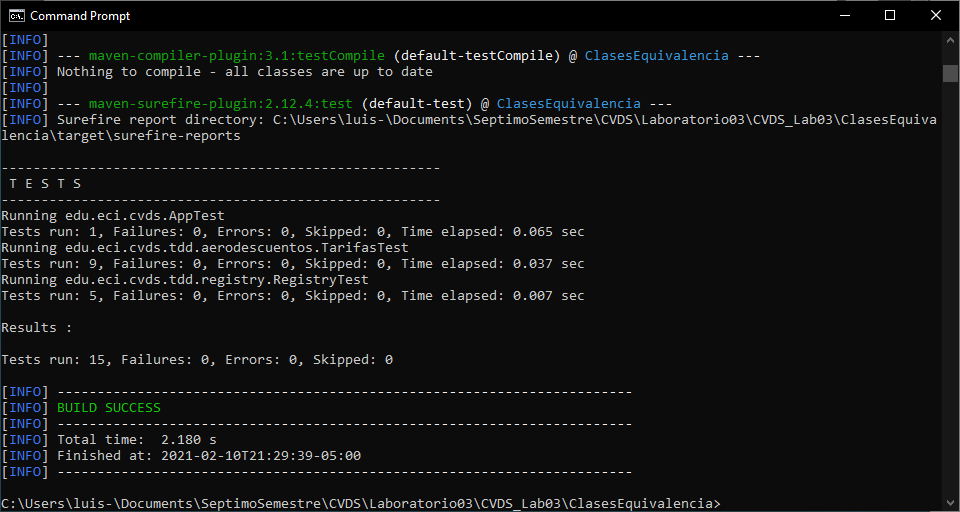 Command Prompt
[INFO]
[INFO] --- maven-compiler-plugin:3.1:testCompile (default-testCompile) @ ClasesEquivalencia ---
[INFO] Nothing to compile - all classes are up to date
[INFO]
[INFO] --- maven-surefire-plugin:2.12.4:test (default-test) @ ClasesEquivalencia ---
[INFO] Surefire report directory: C:\Users\luis-\Documents\SeptimoSemestre\CVDS\Laboratorio03\CVDS_Lab03\ClasesEquiva
lencia\target\surefire-reports
-------------------------------------------------------
 T E S T S
-------------------------------------------------------
Running edu.eci.cvds.AppTest
Tests run: 1, Failures: 0, Errors: 0, Skipped: 0, Time elapsed: 0.065 sec
Running edu.eci.cvds.tdd.aerodescuentos.TarifasTest
Tests run: 9, Failures: 0, Errors: 0, Skipped: 0, Time elapsed: 0.037 sec
Running edu.eci.cvds.tdd.registry.RegistryTest
Tests run: 5, Failures: 0, Errors: 0, Skipped: 0, Time elapsed: 0.007 sec
Results :
Tests run: 15, Failures: 0, Errors: 0, Skipped: 0
[INFO] ------------------------------------------------------------------------
[INFO] BUILD SUCCESS
[INFO] ------------------------------------------------------------------------
[INFO] Total time:  2.180 s
[INFO] Finished at: 2021-02-10T21:29:39-05:00
[INFO] ------------------------------------------------------------------------
C:\Users\luis-\Documents\SeptimoSemestre\CVDS\Laboratorio03\CVDS_Lab03\ClasesEquivalencia>